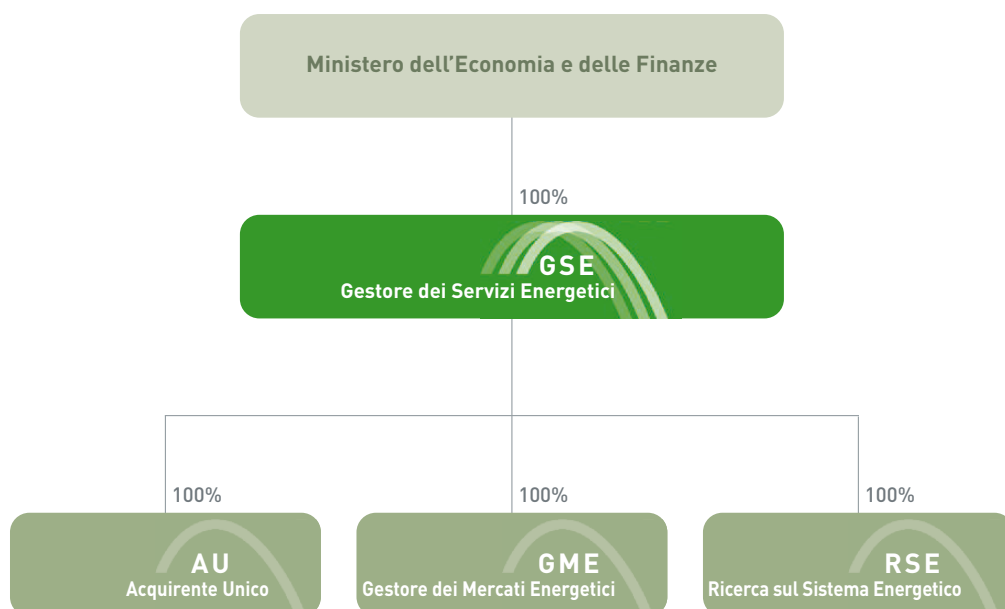 Ministero dell'Economia e delle Finanze
100%
GSE
Gestore dei Servizi Energetici
100%
100%
100%
AU
Acquirente Unico
GME
Gestore dei Mercati Energetici
RSE
Ricerca sul Sistema Energetico